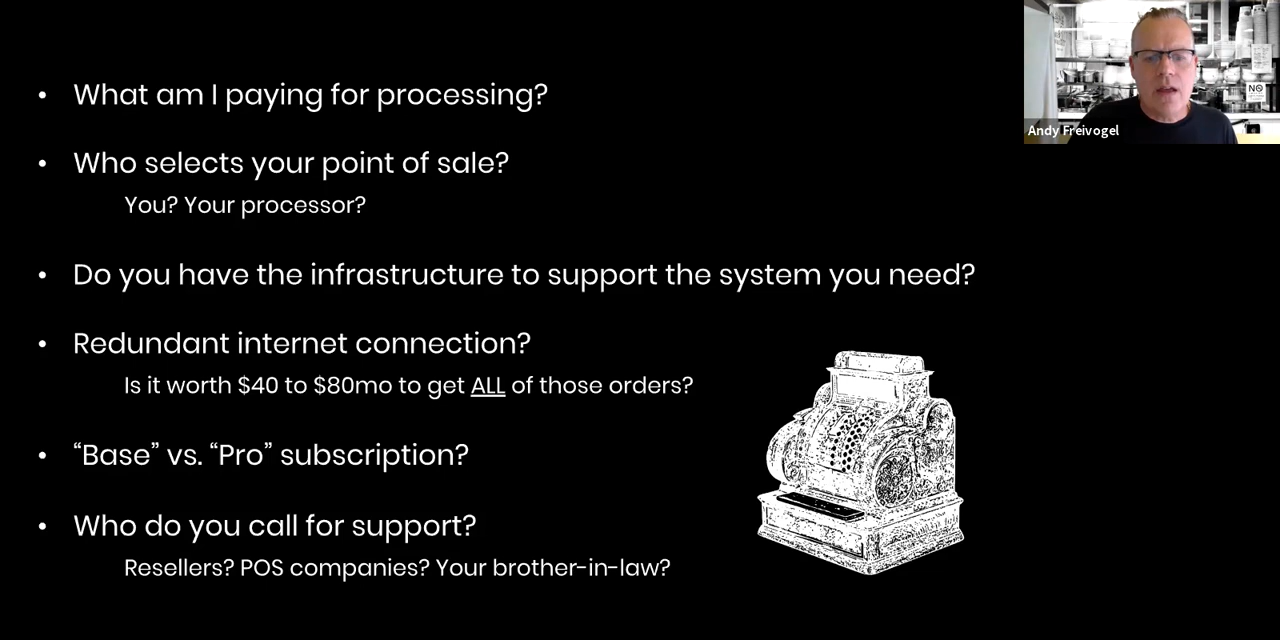 • What am I paying for processing?
• Who selects your point of sale?
You? Your processor?
• Do you have the infrastructure to support the system you need?
• Redundant internet connection?
Is it worth $40 to $80mo to get ALL of those orders?
• “Base” vs. “Pro” subscription?
• Who do you call for support?
Resellers? POS companies? Your brother-in-law?
NO
Andy Freivogel